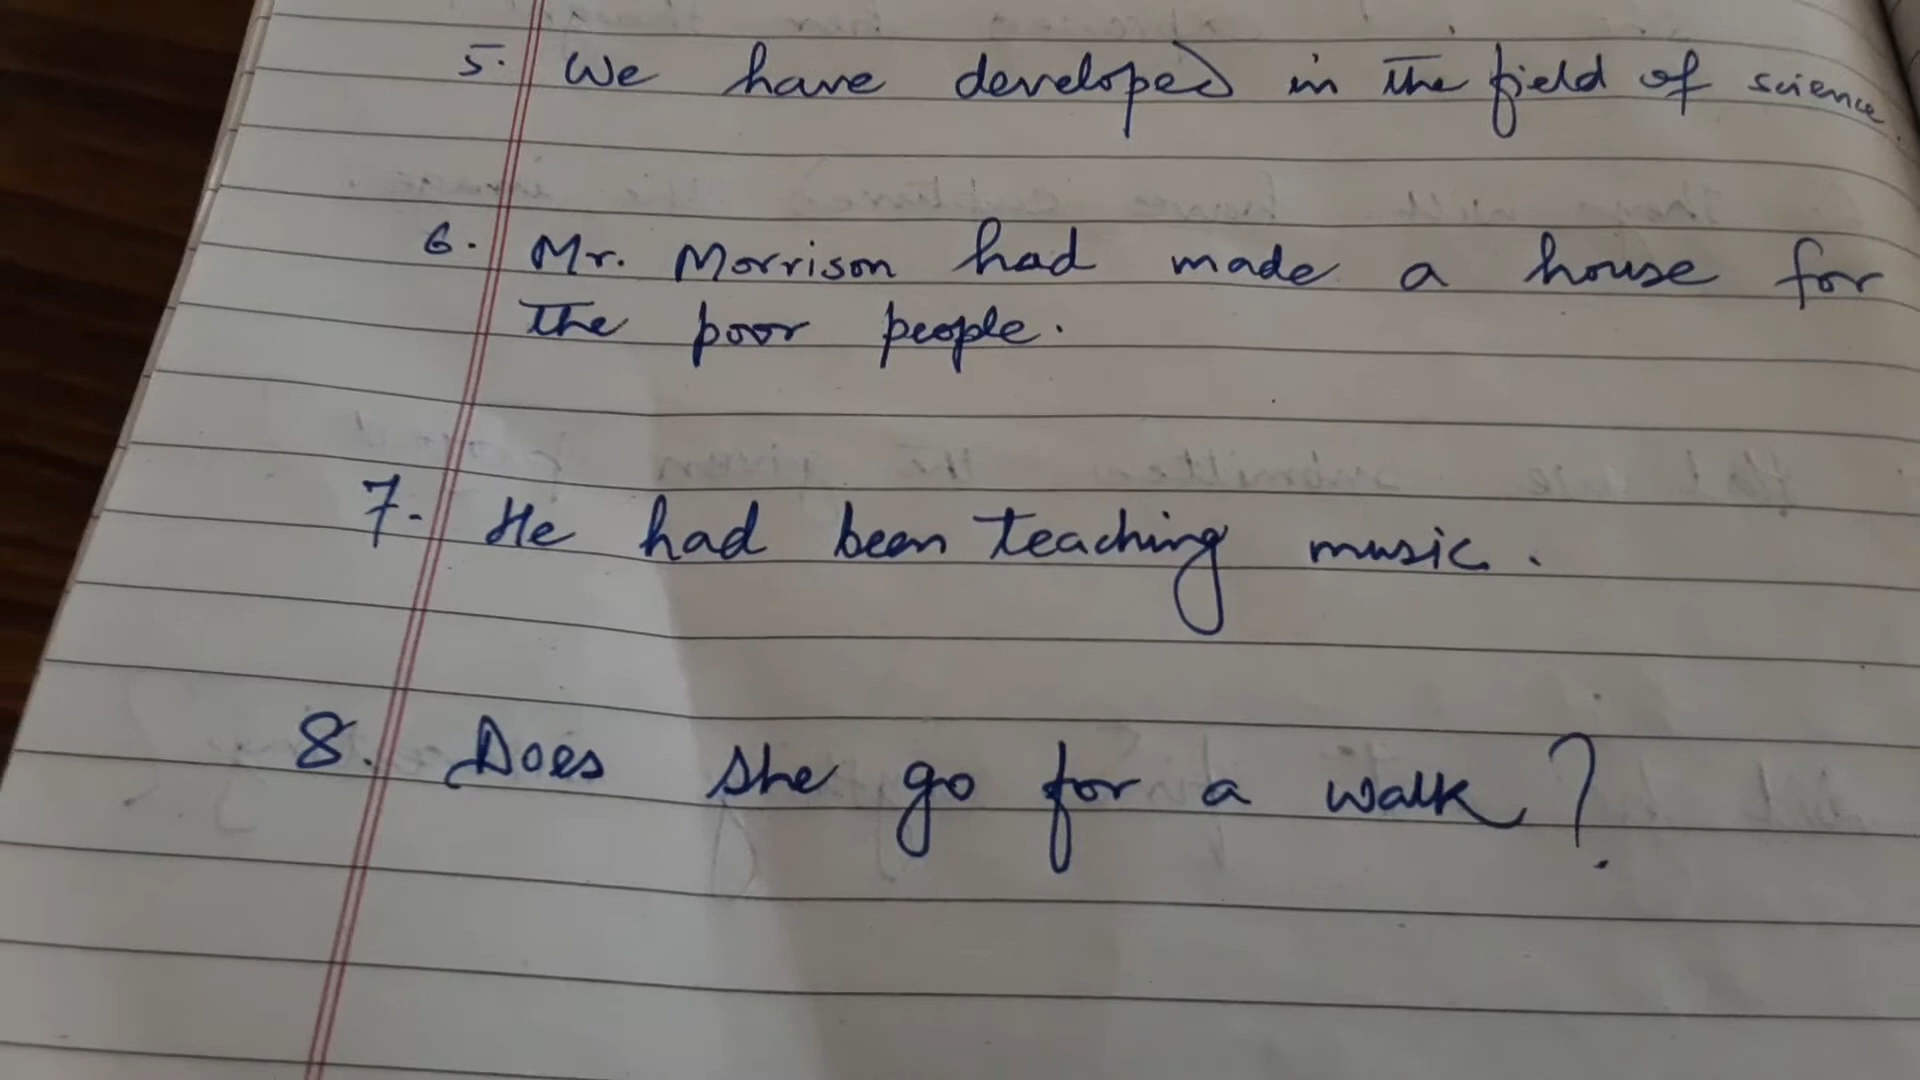 5. We have developed in the field of science.
6. Mr. Morrison had made a house for
the poor people.
7. He had been teaching music.
8. Does she go for a walk?